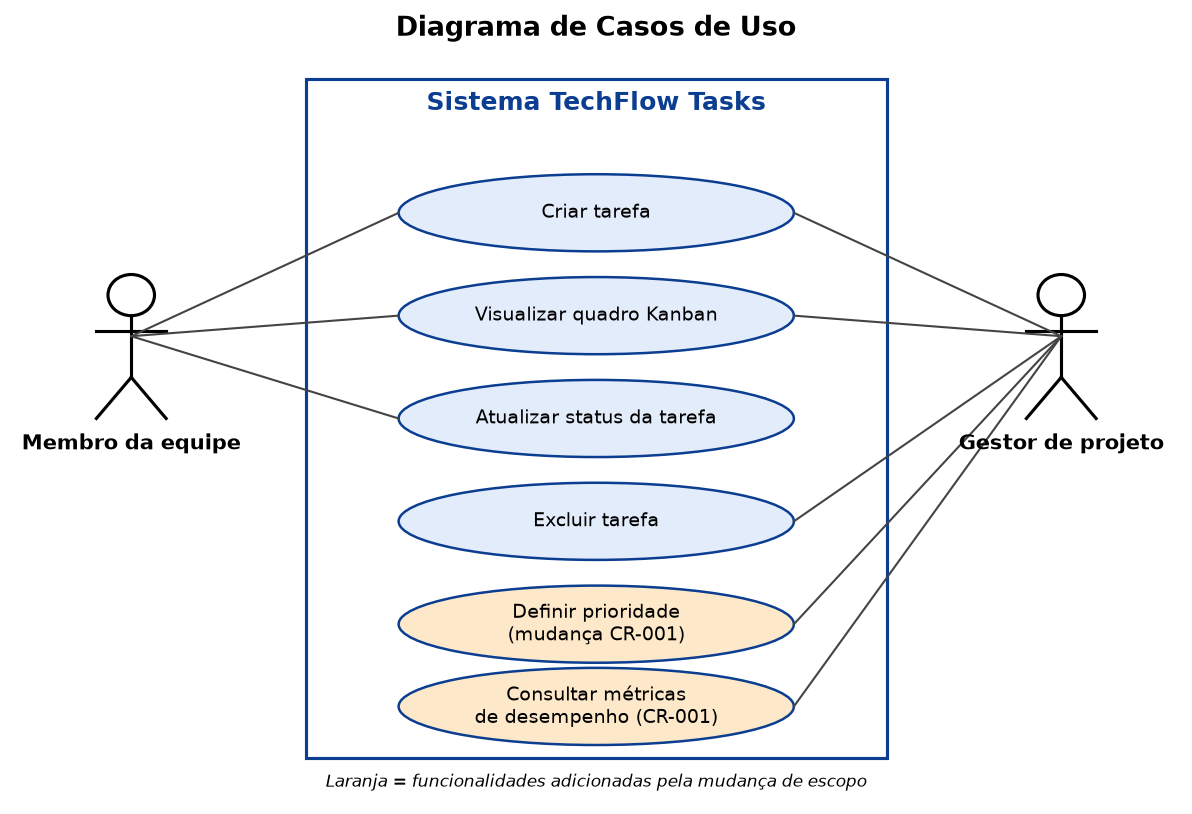 Diagrama de Casos de Uso
Sistema TechFlow Tasks
Criar tarefa
Visualizar quadro Kanban
Atualizar status da tarefa
Membro da equipe
Gestor de projeto
Excluir tarefa
Definir prioridade
(mudança CR-001)
Consultar métricas
de desempenho (CR-001)
Laranja = funcionalidades adicionadas pela mudança de escopo